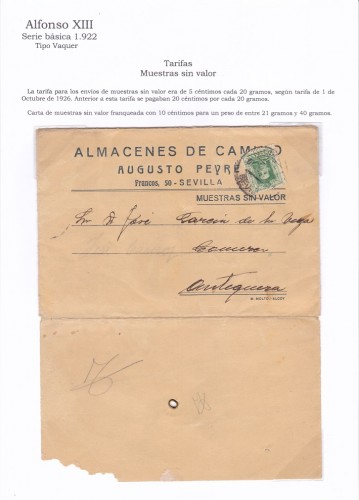 Alfonso XIII
Serie básica 1.922
Tipo Vaquer
Tarifas
Muestras sin valor
La tarifa para los envios de muestras sin valor era de 5 céntimos cada 20 gramos, según tarifa de 1 de
Octubre de 1926. Anterior a esta tarifa se pagaban 20 céntimos por cada 20 gramos.
Carta de muestras sin valor franqueada con 10 céntimos para un peso de entre 21 gramos y 40 gramos.
ALMACENES DE CAMINO
AUGUSTO PEYRÉ
Francos, 50 - SEVILLA
MUESTRAS SIN VALOR
Sr. D. José García de la Vega
Comercio
Antequera